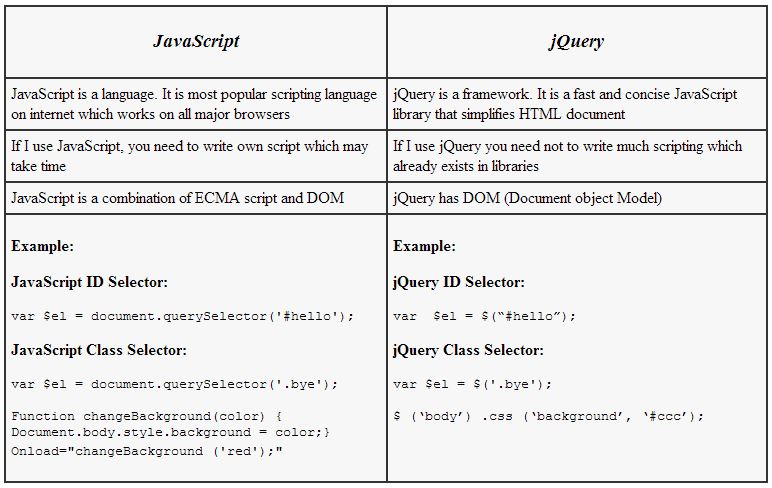 JavaScript
jQuery
JavaScript is a language. It is most popular scripting language
on internet which works on all major browsers
jQuery is a framework. It is a fast and concise JavaScript
library that simplifies HTML document
If I use JavaScript, you need to write own script which may
take time
If I use jQuery you need not to write much scripting which
already exists in libraries
JavaScript is a combination of ECMA script and DOM
jQuery has DOM (Document object Model)
Example:
JavaScript ID Selector:
var $el = document.querySelector('#hello');
JavaScript Class Selector:
var $el = document.querySelector('.bye');
Function changeBackground(color) {
Document.body.style.background = color;}
Onload="changeBackground ('red');"
Example:
jQuery ID Selector:
var  $el = $(“#hello”);
jQuery Class Selector:
var $el = $('.bye');
$ (‘body’) .css (‘background’, ‘#ccc’);